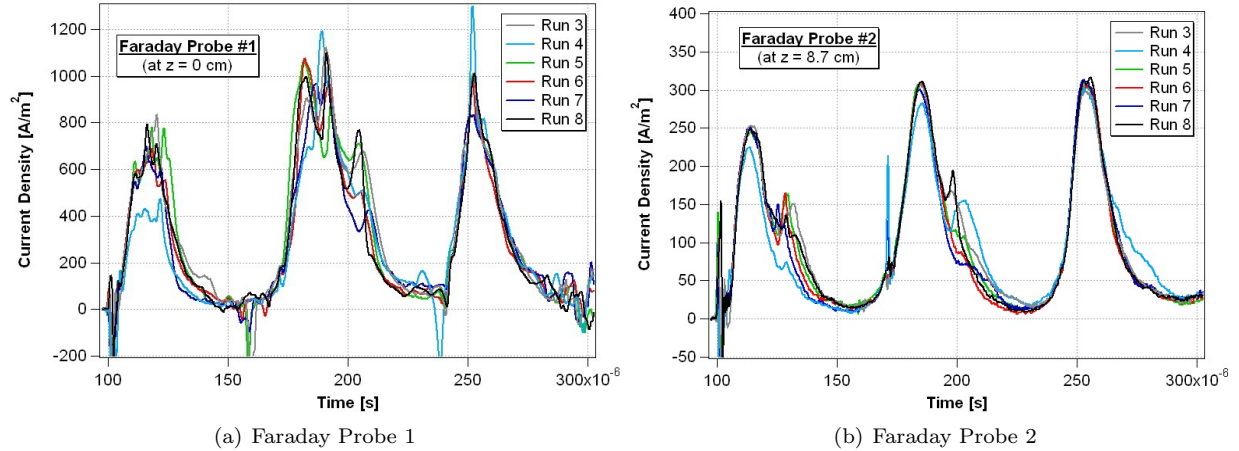 Faraday Probe #1
(at z = 0 cm)
Run 3
Run 4
Run 5
Run 6
Run 7
Run 8
Current Density [A/m²]
1200
1000
800
600
400
200
0
-200
100
150
200
250
300x10⁻⁶
Time [s]
(a) Faraday Probe 1
Faraday Probe #2
(at z = 8.7 cm)
Run 3
Run 4
Run 5
Run 6
Run 7
Run 8
Current Density [A/m²]
400
350
300
250
200
150
100
50
0
-50
100
150
200
250
300x10⁻⁶
Time [s]
(b) Faraday Probe 2